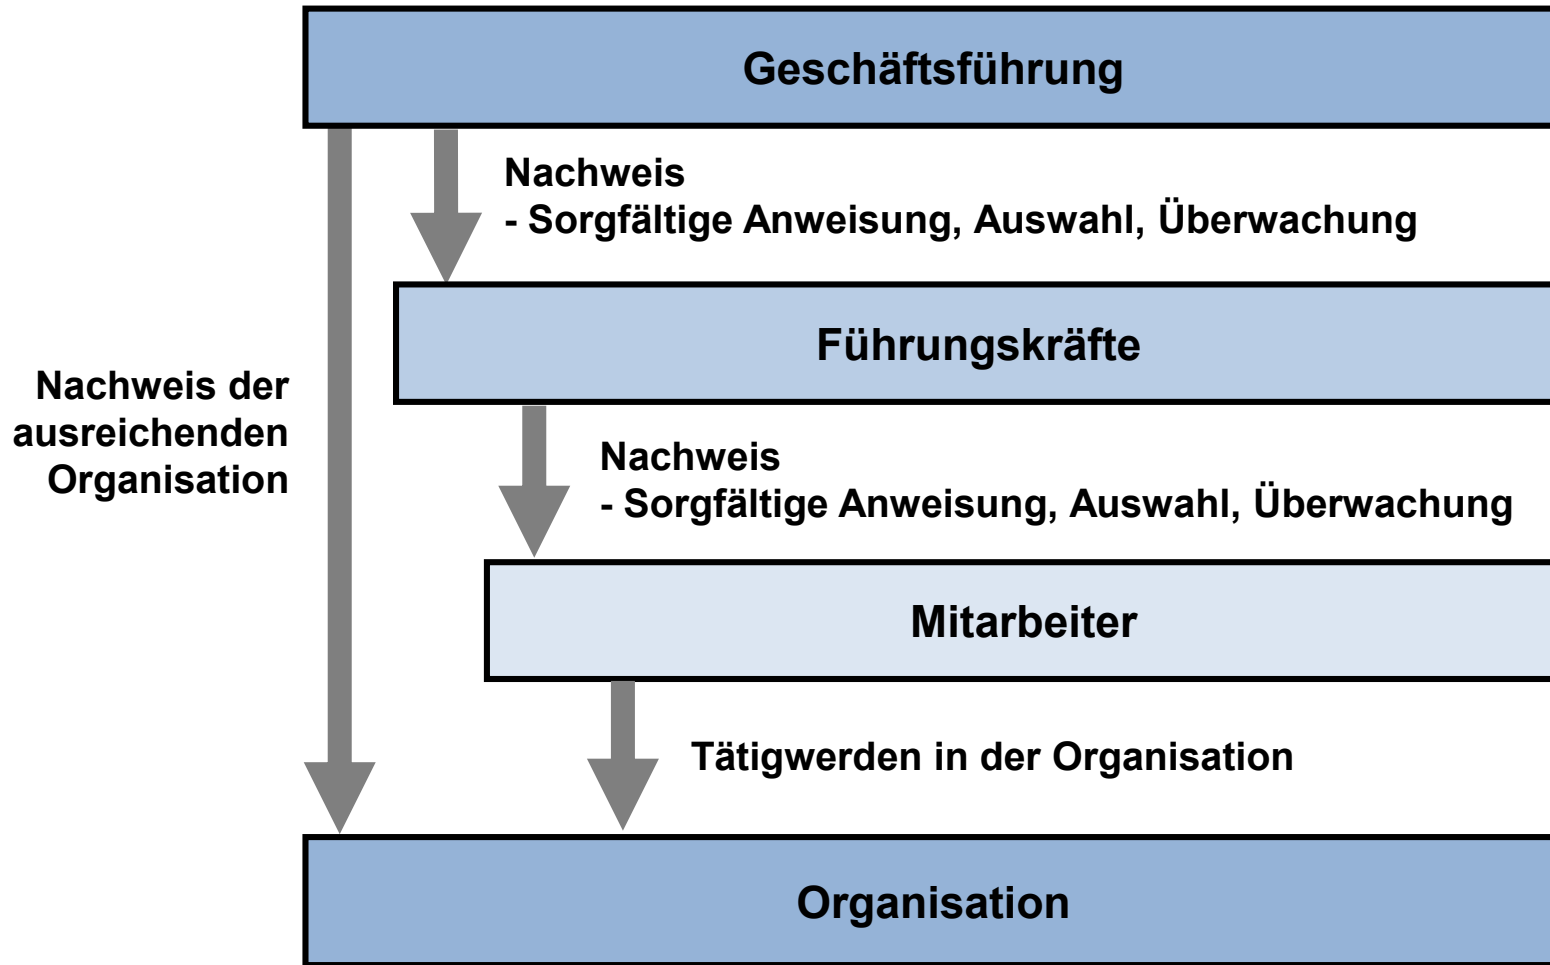 Geschäftsführung
Nachweis
- Sorgfältige Anweisung, Auswahl, Überwachung
Führungskräfte
Nachweis der
ausreichenden
Organisation
Nachweis
- Sorgfältige Anweisung, Auswahl, Überwachung
Mitarbeiter
Tätigwerden in der Organisation
Organisation